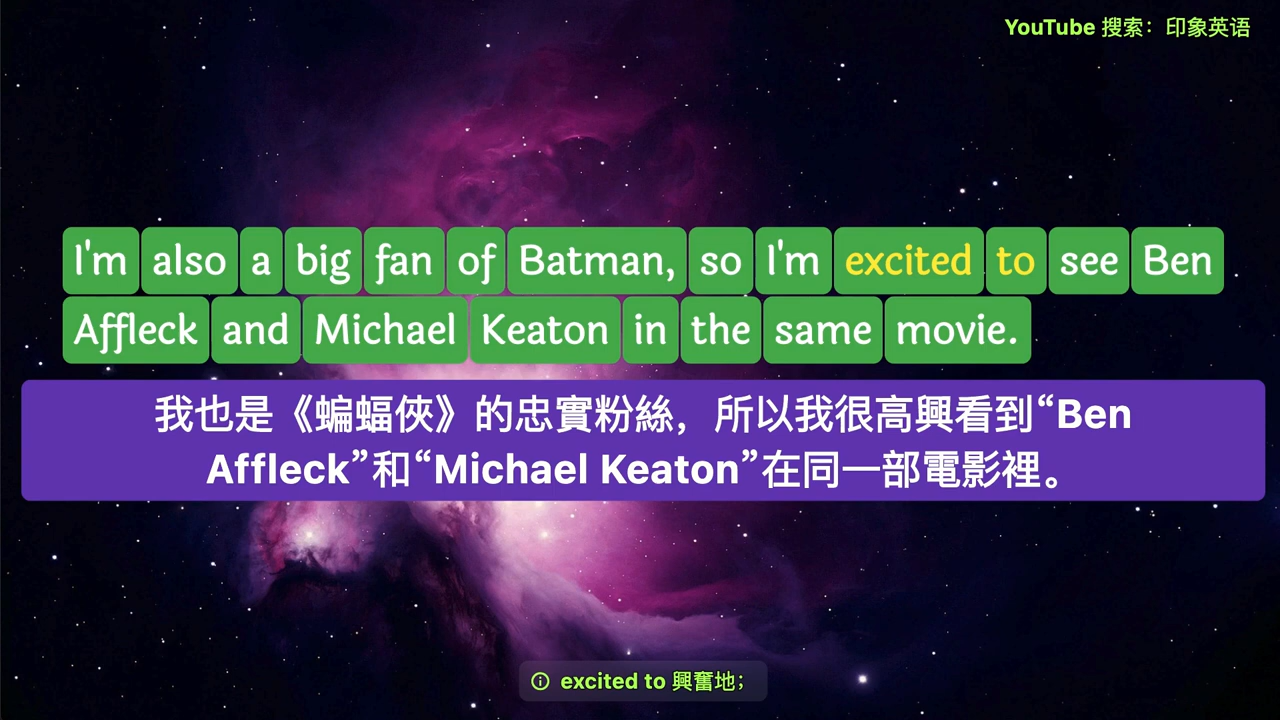 YouTube 搜索：印象英语
I'm also a big fan of Batman, so I'm excited to see Ben
Affleck and Michael Keaton in the same movie.
我也是《蝙蝠俠》的忠實粉絲，所以我很高興看到“Ben
Affleck”和“Michael Keaton”在同一部電影裡。
excited to 興奮地；